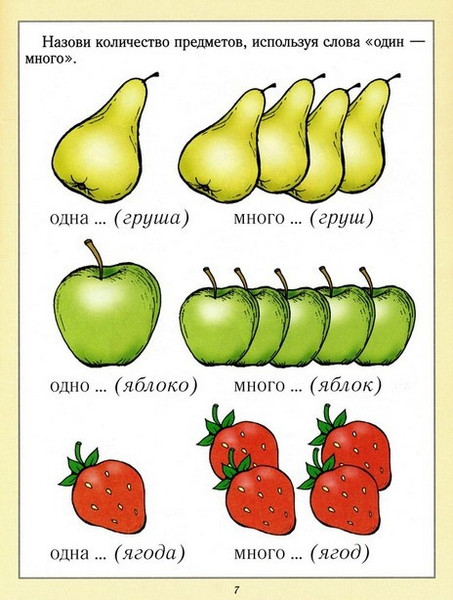 Назови количество предметов, используя слова «один —
много».
одна ... (груша) много ... (груш)
одно ... (яблоко) много ... (яблок)
одна ... (ягода) много ... (ягод)
7